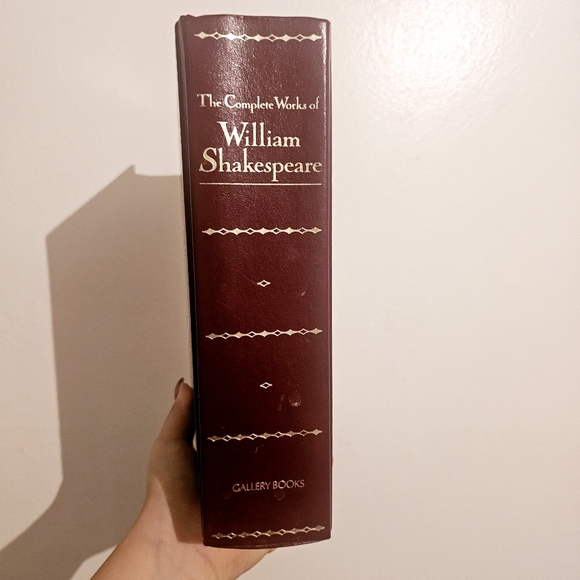 The Complete Works of
William
Shakespeare
GALLERY BOOKS